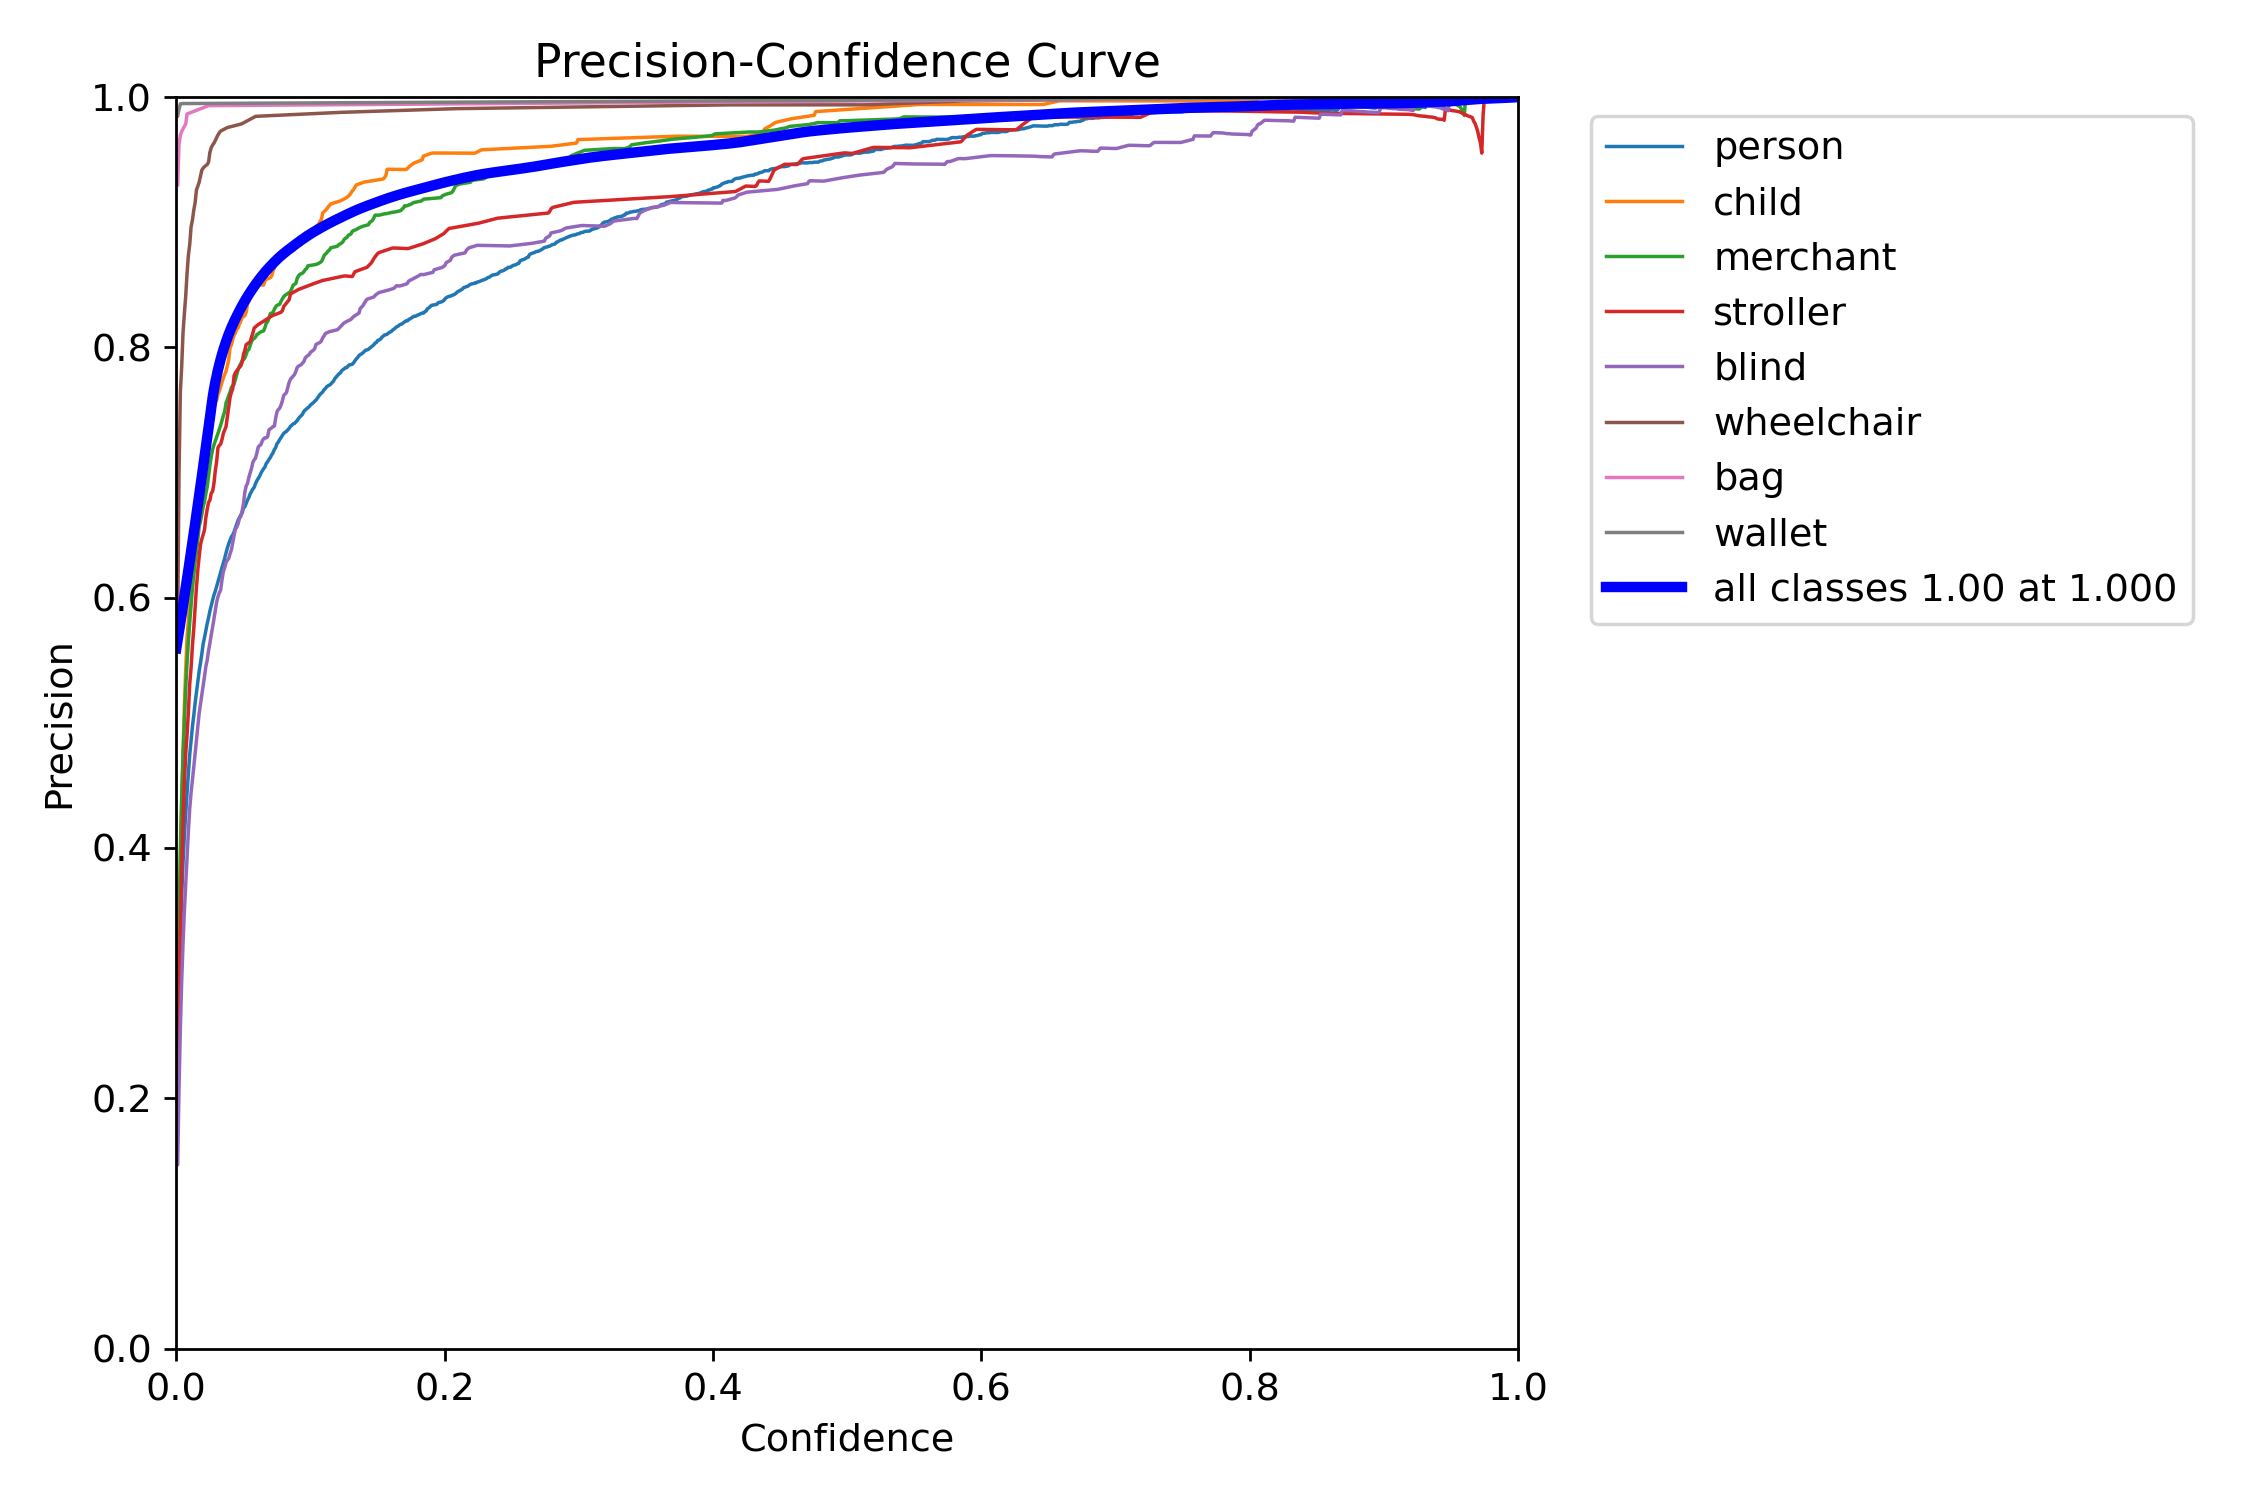 Precision-Confidence Curve
1.0
0.8
0.6
0.4
0.2
0.0
Precision
0.0 0.2 0.4 0.6 0.8 1.0
Confidence
person
child
merchant
stroller
blind
wheelchair
bag
wallet
all classes 1.00 at 1.000